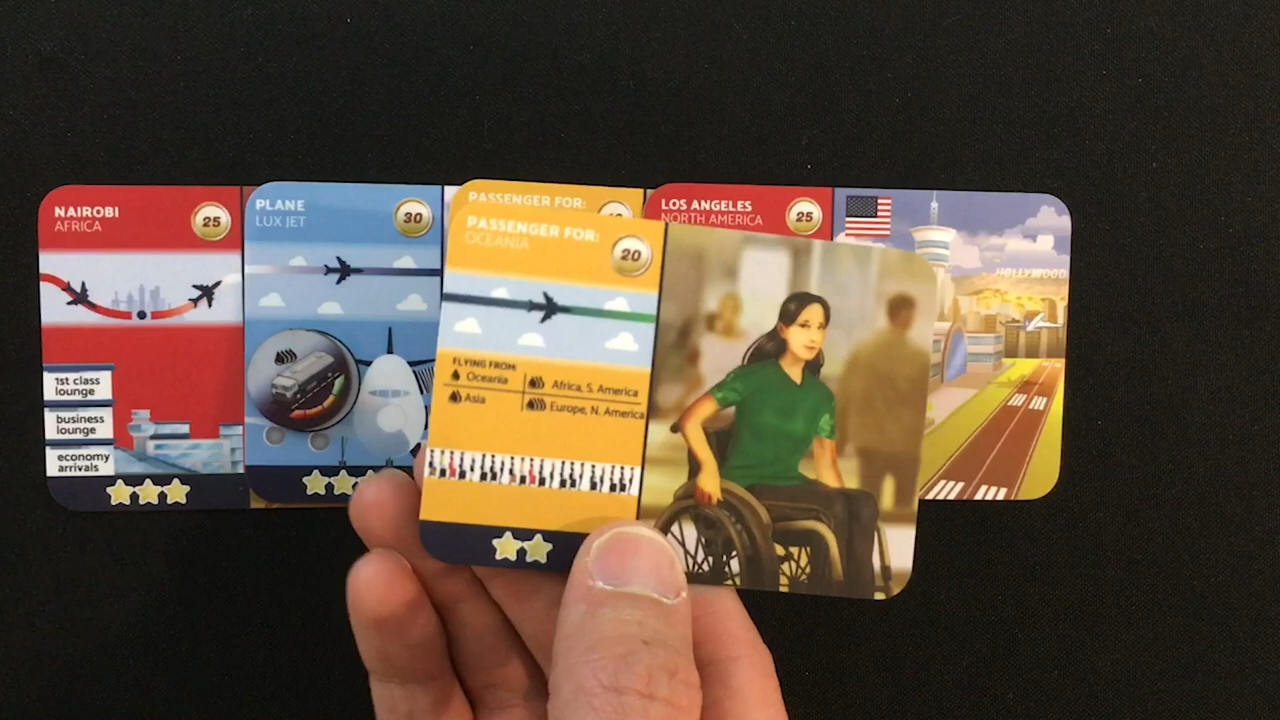 NAIROBI
AFRICA
25
1st class
lounge
business
lounge
economy
arrivals
PLANE
LUX JET
30
PASSENGER FOR:
PASSENGER FOR:
OCEANIA
20
FLYING FROM:
Oceania
Africa, S. America
Asia
Europe, N. America
LOS ANGELES
NORTH AMERICA
25
HOLLYWOOD